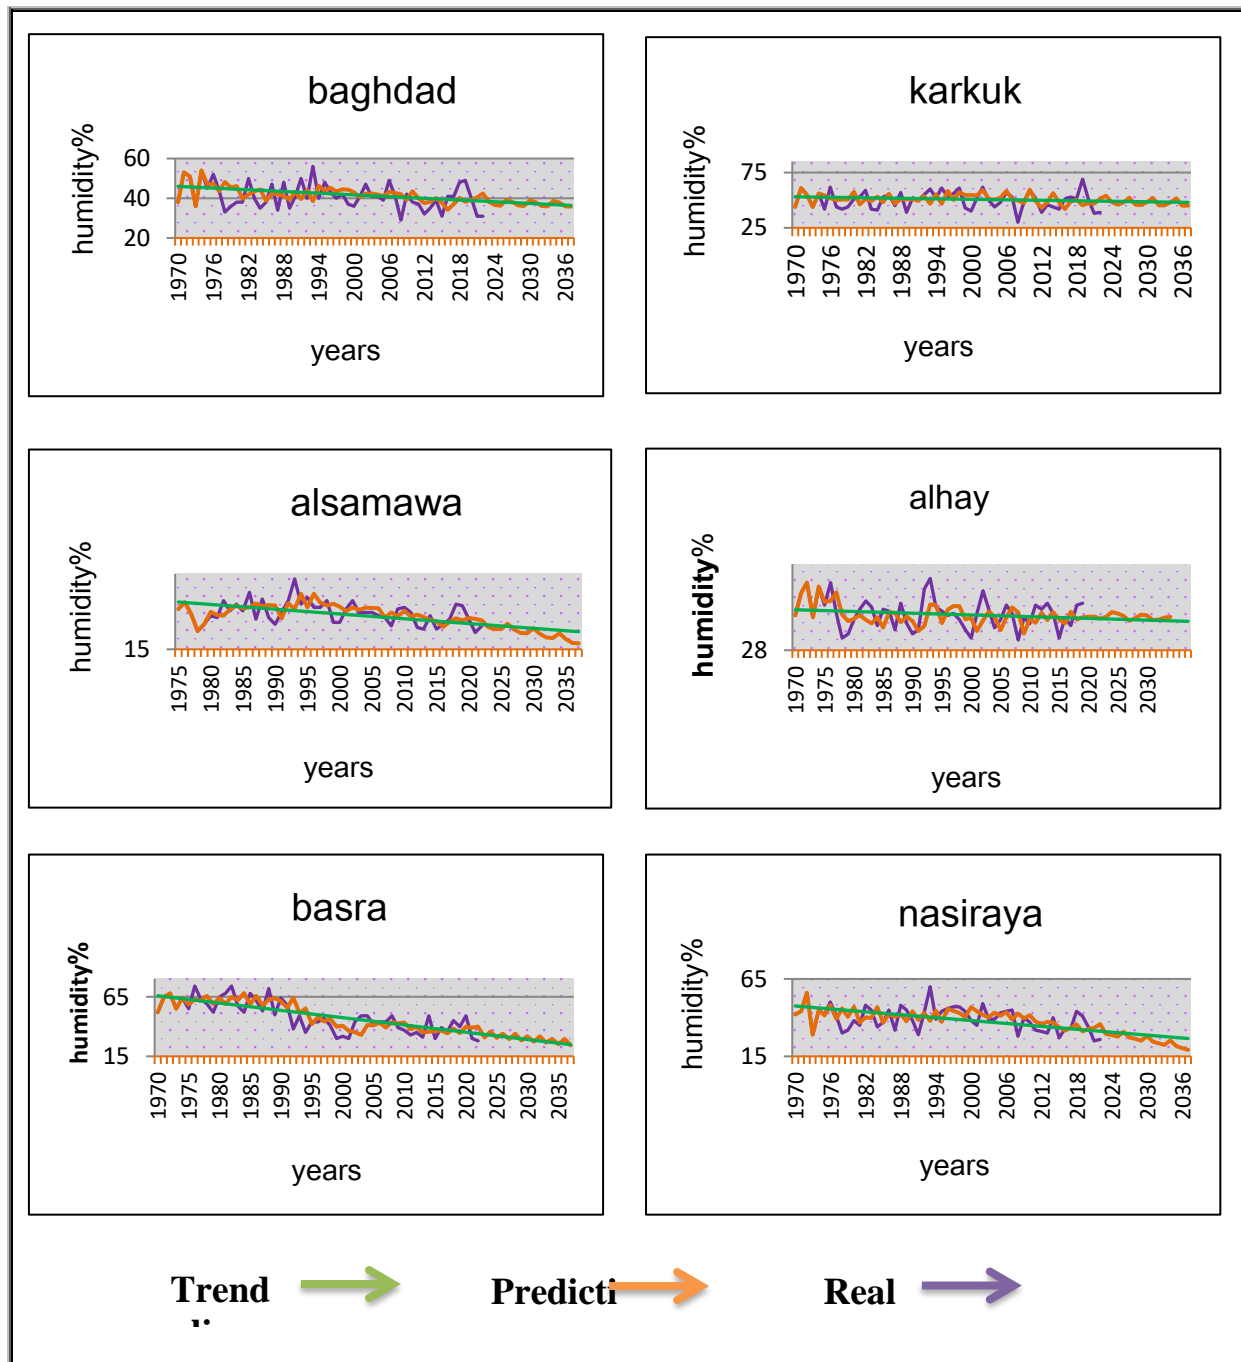 baghdad
humidity%
60
40
20
1970 1976 1982 1988 1994 2000 2006 2012 2018 2024 2030 2036
years
karkuk
humidity%
75
25
1970 1976 1982 1988 1994 2000 2006 2012 2018 2024 2030 2036
years
alsamawa
humidity%
15
1975 1980 1985 1990 1995 2000 2005 2010 2015 2020 2025 2030 2035
years
alhay
humidity%
28
1970 1975 1980 1985 1990 1995 2000 2005 2010 2015 2020 2025 2030
years
basra
humidity%
65
15
1970 1975 1980 1985 1990 1995 2000 2005 2010 2015 2020 2025 2030 2035
years
nasiraya
humidity%
65
15
1970 1976 1982 1988 1994 2000 2006 2012 2018 2024 2030 2036
years
Trend Predicti Real